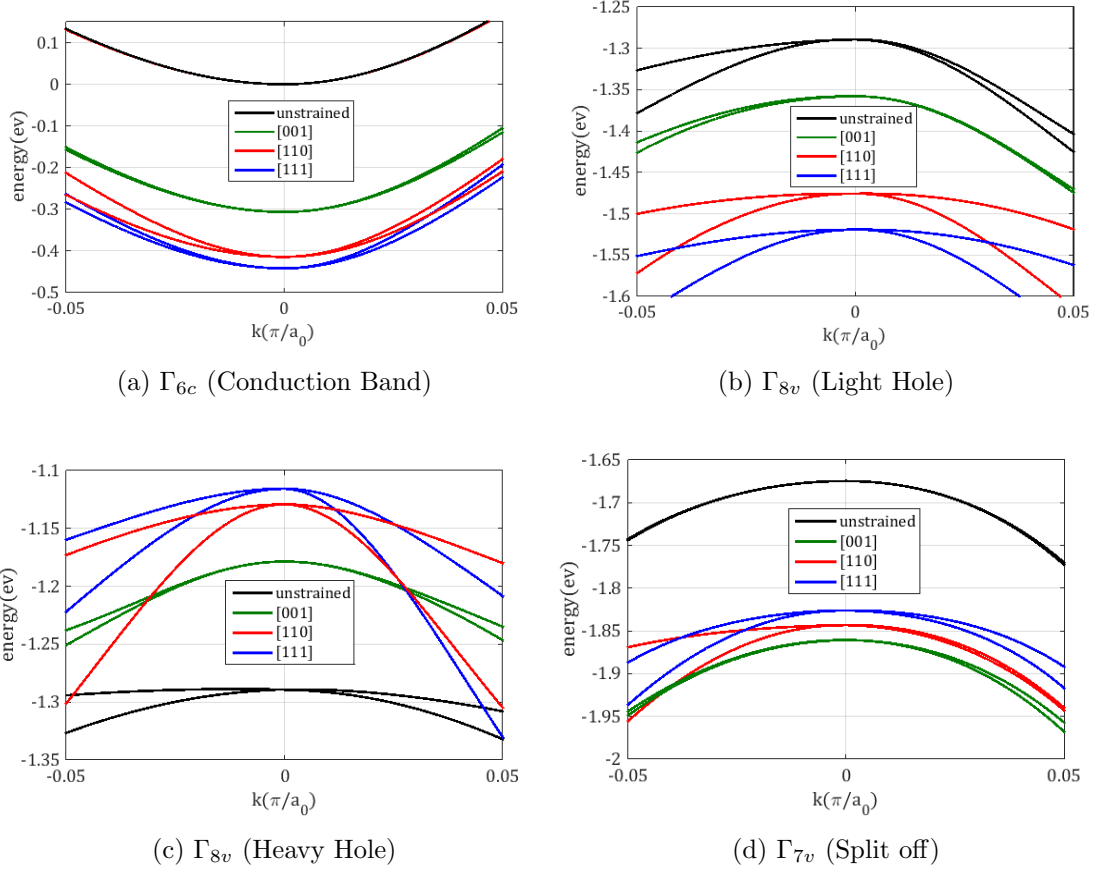 0.1
0
-0.1
-0.2
-0.3
-0.4
-0.5
energy(ev)
unstrained
[001]
[110]
[111]
-0.05 0 0.05
k(π/a₀)
(a) Γ₆c (Conduction Band)
-1.25
-1.3
-1.35
-1.4
-1.45
-1.5
-1.55
-1.6
energy(ev)
unstrained
[001]
[110]
[111]
-0.05 0 0.05
k(π/a₀)
(b) Γ₈v (Light Hole)
-1.1
-1.15
-1.2
-1.25
-1.3
-1.35
energy(ev)
unstrained
[001]
[110]
[111]
-0.05 0 0.05
k(π/a₀)
(c) Γ₈v (Heavy Hole)
-1.65
-1.7
-1.75
-1.8
-1.85
-1.9
-1.95
-2
energy(ev)
unstrained
[001]
[110]
[111]
-0.05 0 0.05
k(π/a₀)
(d) Γ₇v (Split off)